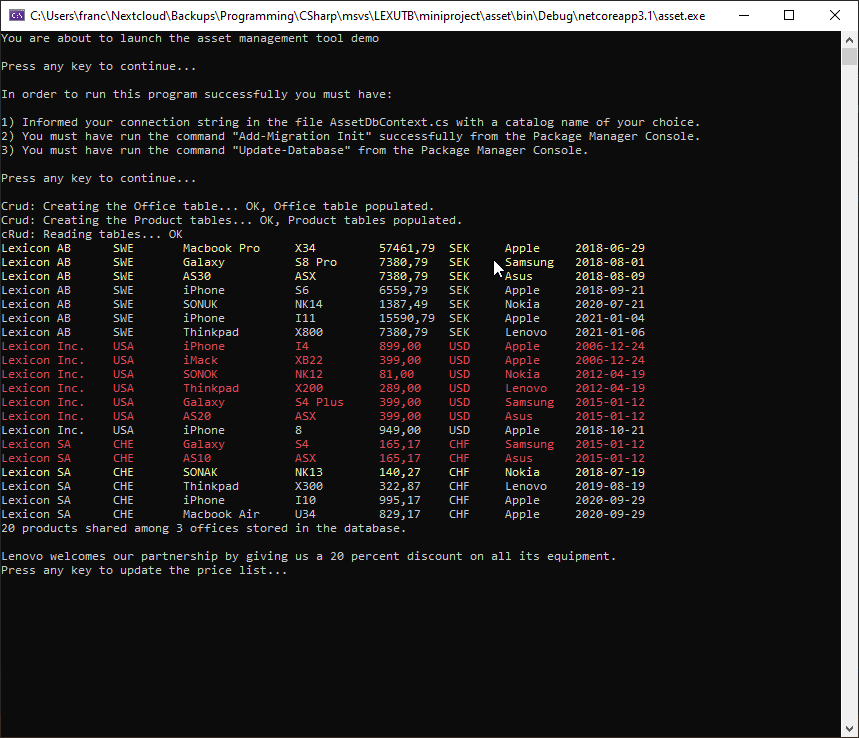 C:\Users\franc\Nextcloud\Backups\Programming\CSharp\msvs\LEXUTB\miniproject\asset\bin\Debug\netcoreapp3.1\asset.exe
You are about to launch the asset management tool demo
Press any key to continue...
In order to run this program successfully you must have:
1) Informed your connection string in the file AssetDbContext.cs with a catalog name of your choice.
2) You must have run the command "Add-Migration Init" successfully from the Package Manager Console.
3) You must have run the command "Update-Database" from the Package Manager Console.
Press any key to continue...
Crud: Creating the Office table... OK, Office table populated.
Crud: Creating the Product tables... OK, Product tables populated.
cRud: Reading tables... OK
Lexicon AB SWE Macbook Pro X34 57461,79 SEK Apple 2018-06-29
Lexicon AB SWE Galaxy S8 Pro 7380,79 SEK Samsung 2018-08-01
Lexicon AB SWE AS30 ASX 7380,79 SEK Asus 2018-08-09
Lexicon AB SWE iPhone S6 6559,79 SEK Apple 2018-09-21
Lexicon AB SWE SONUK NK14 1387,49 SEK Nokia 2020-07-21
Lexicon AB SWE iPhone I11 15590,79 SEK Apple 2021-01-04
Lexicon AB SWE Thinkpad X800 7380,79 SEK Lenovo 2021-01-06
Lexicon Inc. USA iPhone I4 899,00 USD Apple 2006-12-24
Lexicon Inc. USA iMack XB22 399,00 USD Apple 2006-12-24
Lexicon Inc. USA SONOK NK12 81,00 USD Nokia 2012-04-19
Lexicon Inc. USA Thinkpad X200 289,00 USD Lenovo 2012-04-19
Lexicon Inc. USA Galaxy S4 Plus 399,00 USD Samsung 2015-01-12
Lexicon Inc. USA AS20 ASX 399,00 USD Asus 2015-01-12
Lexicon Inc. USA iPhone 8 949,00 USD Apple 2018-10-21
Lexicon SA CHE Galaxy S4 165,17 CHF Samsung 2015-01-12
Lexicon SA CHE AS10 ASX 165,17 CHF Asus 2015-01-12
Lexicon SA CHE SONAK NK13 140,27 CHF Nokia 2018-07-19
Lexicon SA CHE Thinkpad X300 322,87 CHF Lenovo 2019-08-19
Lexicon SA CHE iPhone I10 995,17 CHF Apple 2020-09-29
Lexicon SA CHE Macbook Air U34 829,17 CHF Apple 2020-09-29
20 products shared among 3 offices stored in the database.
Lenovo welcomes our partnership by giving us a 20 percent discount on all its equipment.
Press any key to update the price list...